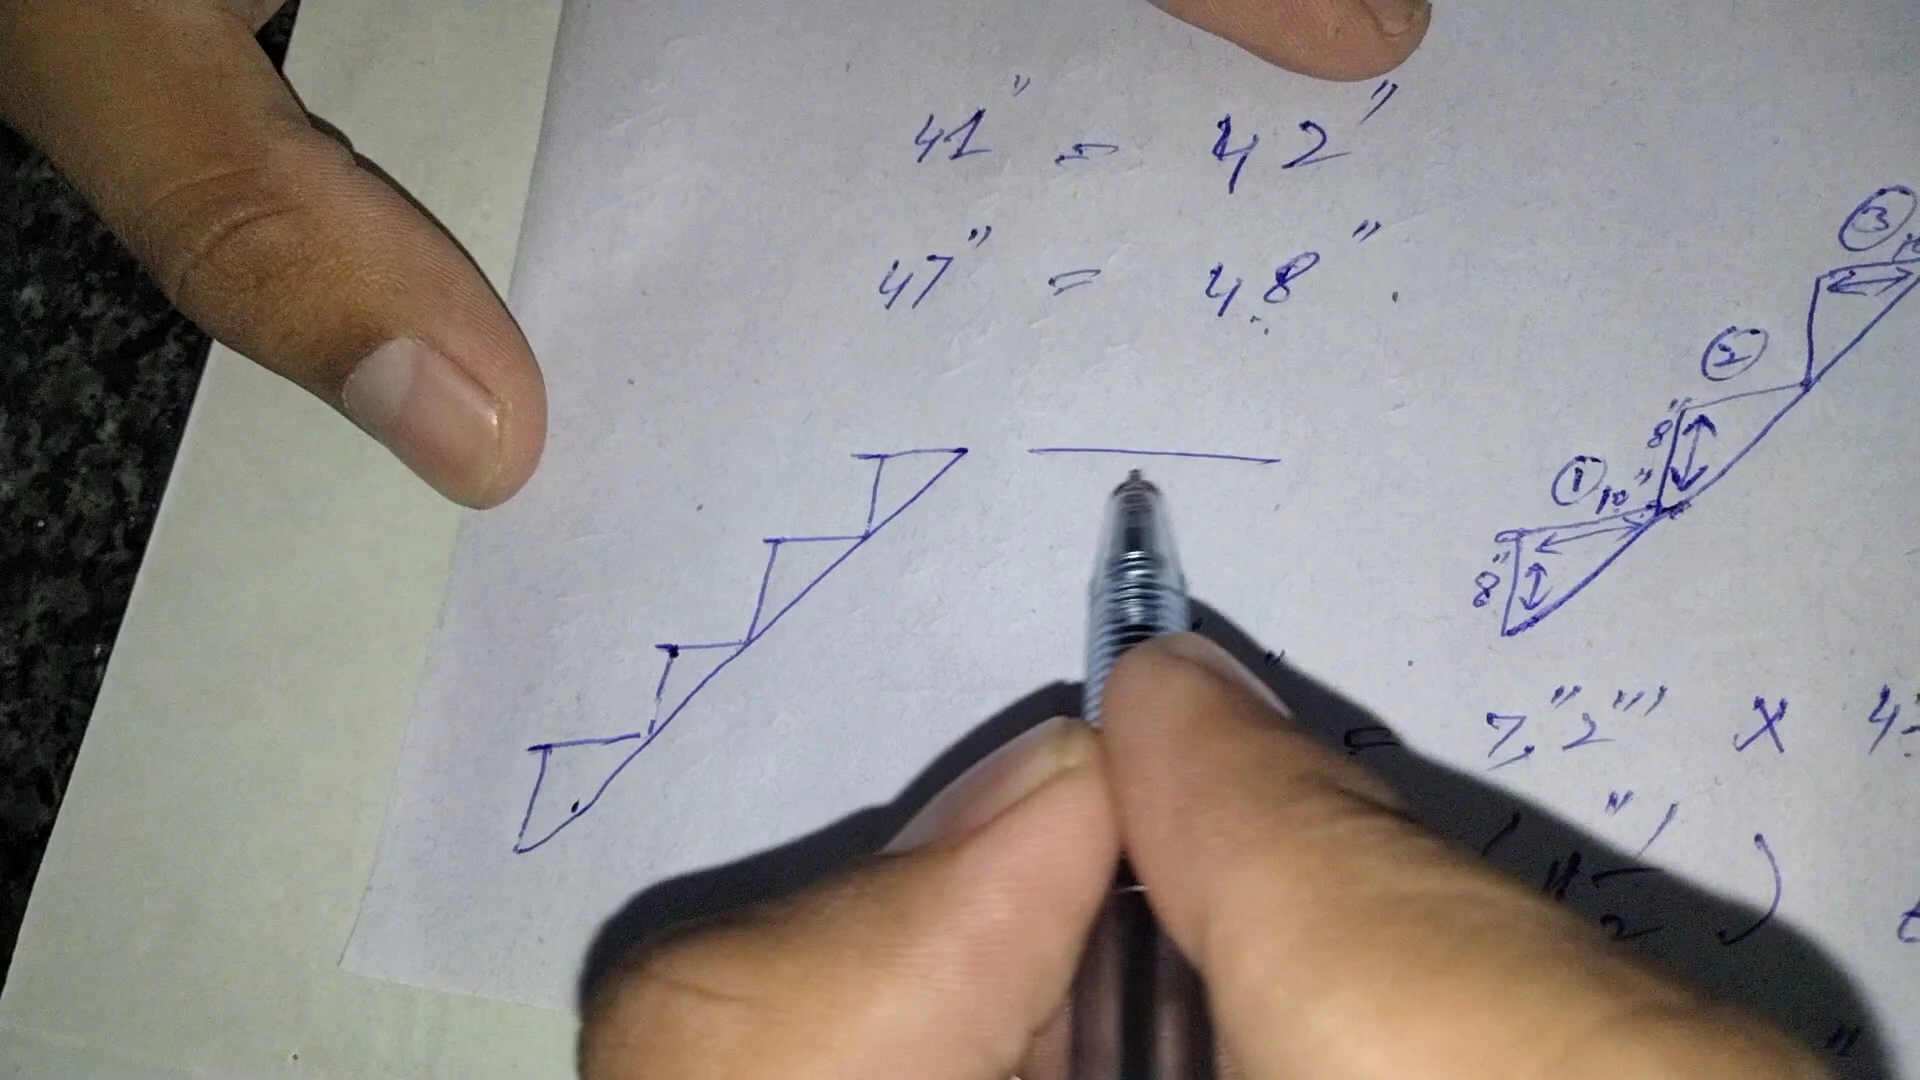 41" = 42"
47" = 48"
3
2
8"
1 10"
8"
7."2''' X